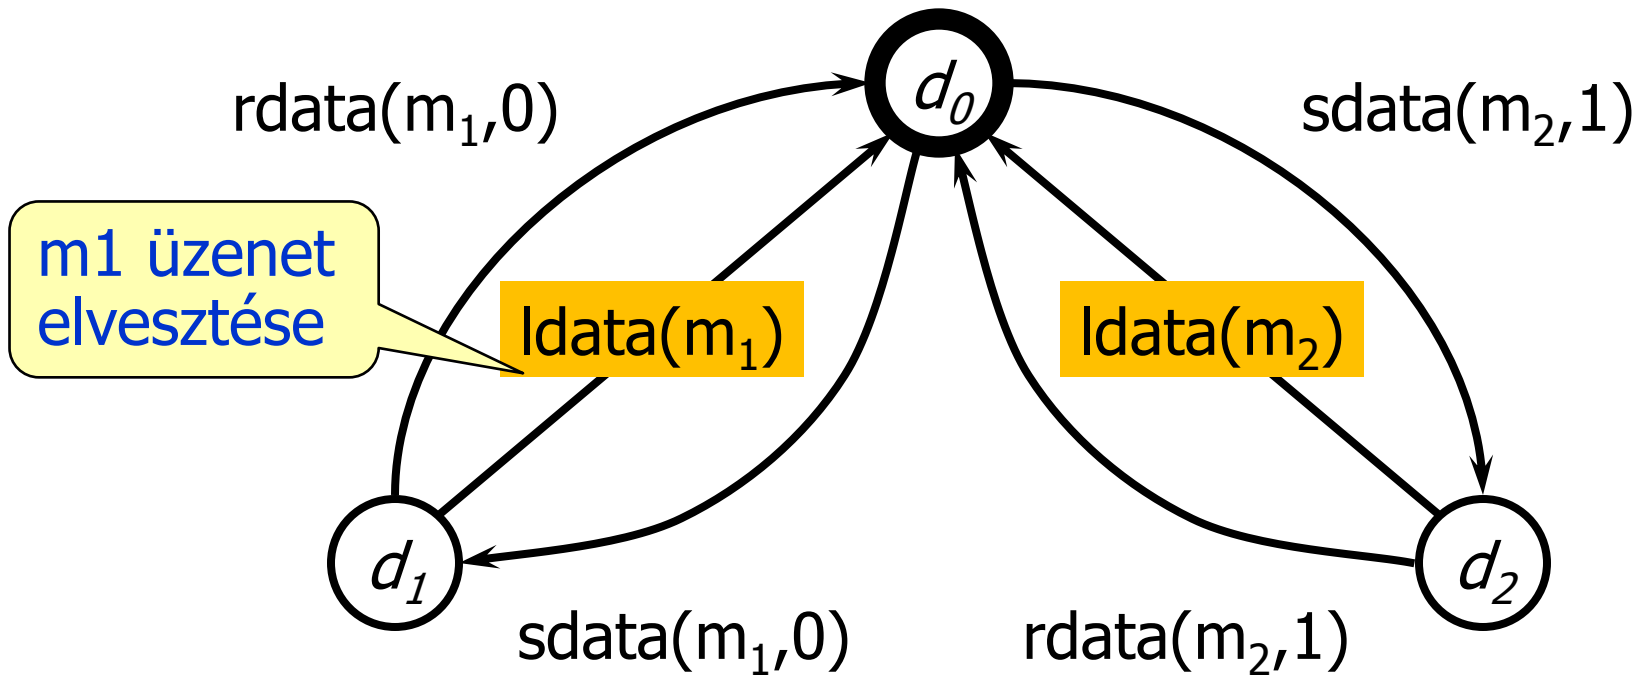 d₀
rdata(m₁,0)
sdata(m₂,1)
m1 üzenet
elvesztése
ldata(m₁)
ldata(m₂)
d₁
d₂
sdata(m₁,0)
rdata(m₂,1)